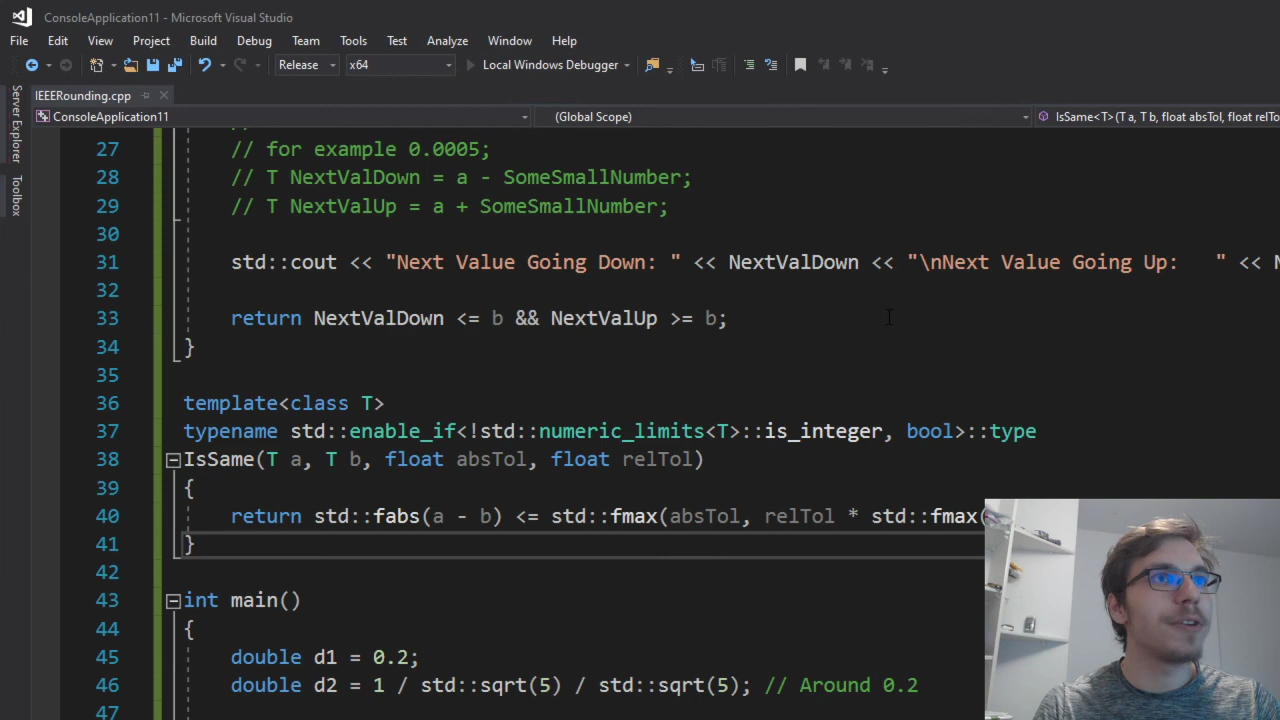 ConsoleApplication11 - Microsoft Visual Studio
File Edit View Project Build Debug Team Tools Test Analyze Window Help
Release x64 Local Windows Debugger
IEEERounding.cpp
ConsoleApplication11 (Global Scope) IsSame<T>(T a, T b, float absTol, float relTo
Server Explorer
Toolbox
27 // for example 0.0005;
28 // T NextValDown = a - SomeSmallNumber;
29 // T NextValUp = a + SomeSmallNumber;
30
31 std::cout << "Next Value Going Down: " << NextValDown << "\nNext Value Going Up:   " << N
32
33 return NextValDown <= b && NextValUp >= b;
34 }
35
36 template<class T>
37 typename std::enable_if<!std::numeric_limits<T>::is_integer, bool>::type
38 IsSame(T a, T b, float absTol, float relTol)
39 {
40 return std::fabs(a - b) <= std::fmax(absTol, relTol * std::fmax(
41 }
42
43 int main()
44 {
45 double d1 = 0.2;
46 double d2 = 1 / std::sqrt(5) / std::sqrt(5); // Around 0.2
47